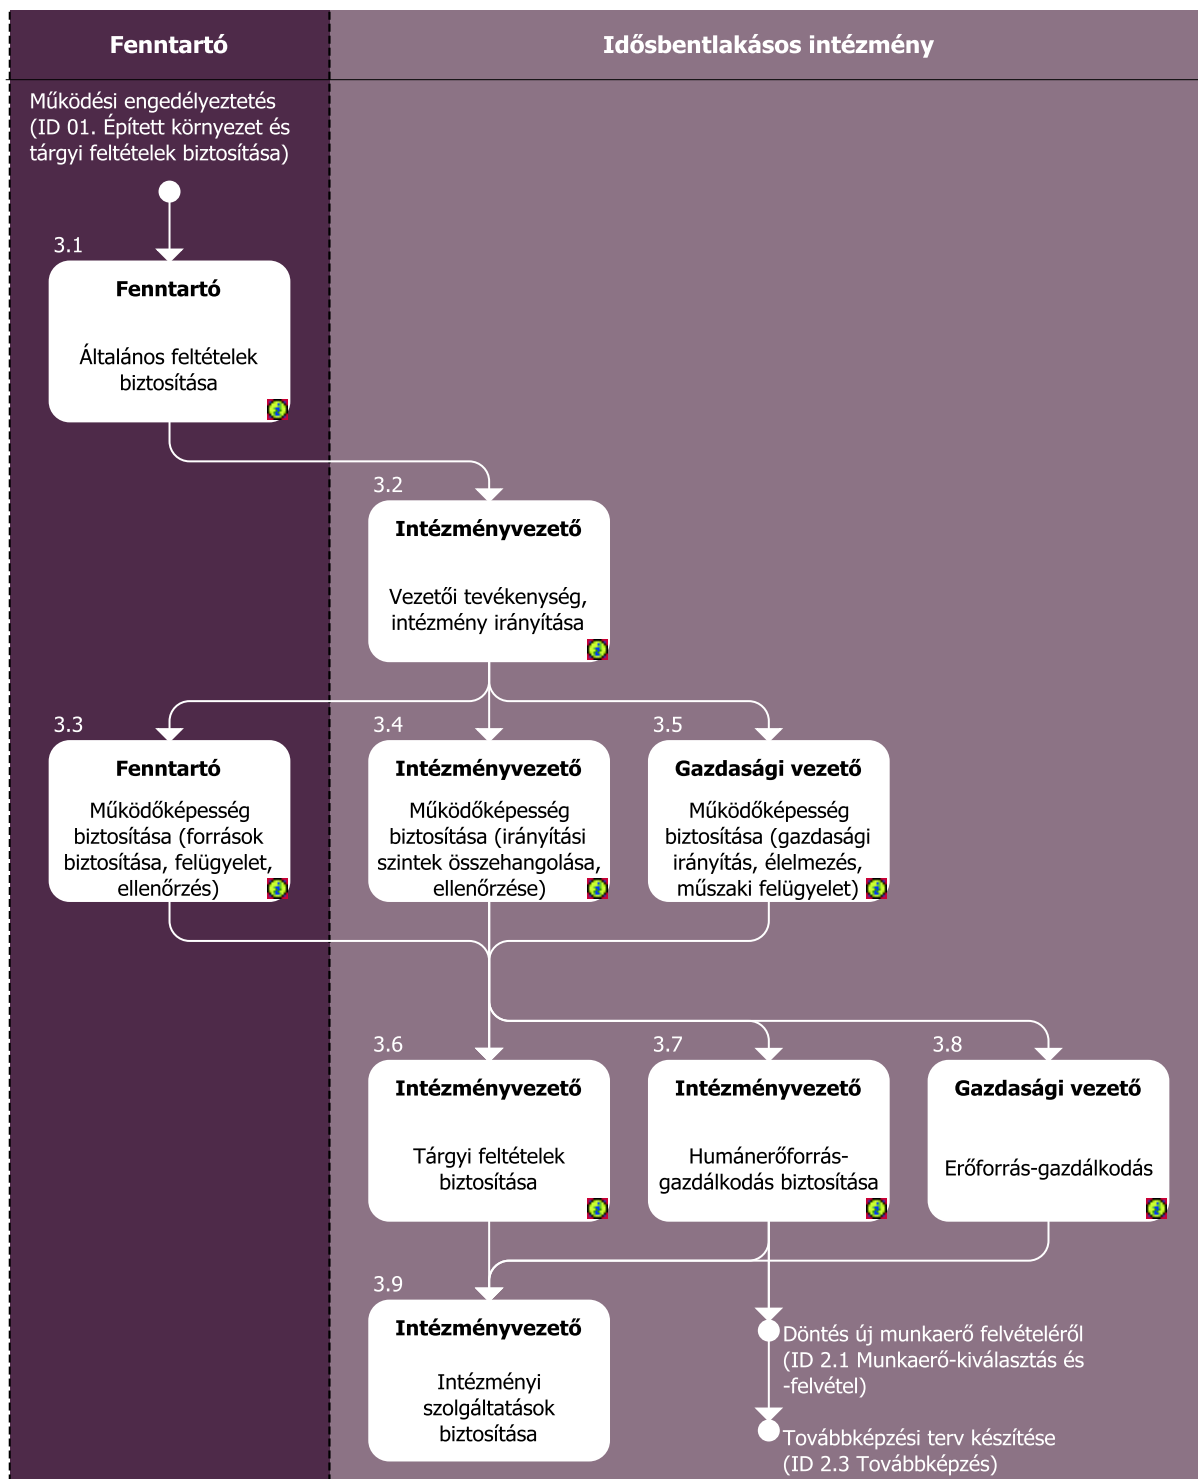 Fenntartó
Idősbentlakásos intézmény
Működési engedélyeztetés
(ID 01. Épített környezet és
tárgyi feltételek biztosítása)
3.1
Fenntartó
Általános feltételek
biztosítása
3.2
Intézményvezető
Vezetői tevékenység,
intézmény irányítása
3.3
Fenntartó
Működőképesség
biztosítása (források
biztosítása, felügyelet,
ellenőrzés)
3.4
Intézményvezető
Működőképesség
biztosítása (irányítási
szintek összehangolása,
ellenőrzése)
3.5
Gazdasági vezető
Működőképesség
biztosítása (gazdasági
irányítás, élelmezés,
műszaki felügyelet)
3.6
Intézményvezető
Tárgyi feltételek
biztosítása
3.7
Intézményvezető
Humánerőforrás-
gazdálkodás biztosítása
3.8
Gazdasági vezető
Erőforrás-gazdálkodás
3.9
Intézményvezető
Intézményi
szolgáltatások
biztosítása
Döntés új munkaerő felvételéről
(ID 2.1 Munkaerő-kiválasztás és
-felvétel)
Továbbképzési terv készítése
(ID 2.3 Továbbképzés)